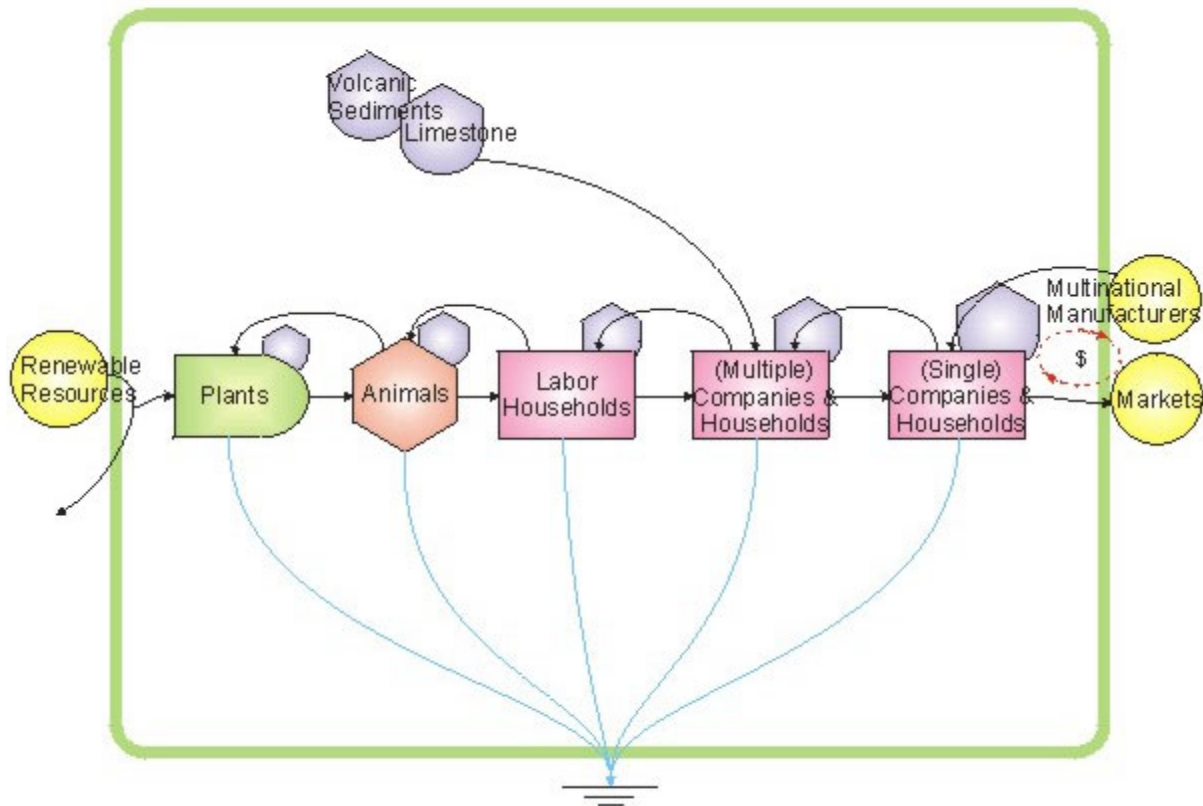 Volcanic
Sediments
Limestone
Multinational
Manufacturers
$
Renewable
Resources
Plants
Animals
Labor
Households
(Multiple)
Companies &
Households
(Single)
Companies &
Households
Markets